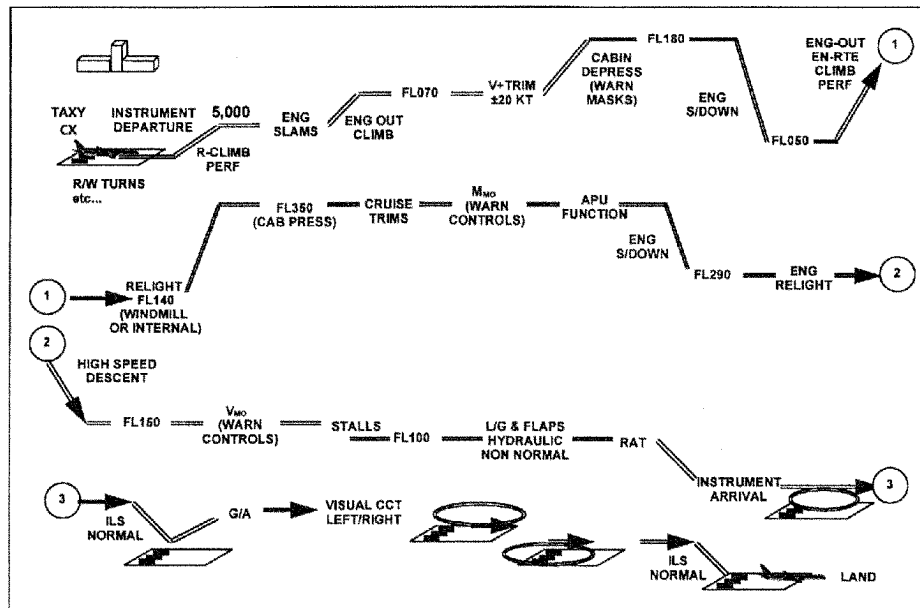 TAXY
CX
INSTRUMENT
DEPARTURE
5,000
R-CLIMB
PERF
R/W TURNS
etc...
ENG
SLAMS
ENG OUT
CLIMB
FL070
V+TRIM
±20 KT
CABIN
DEPRESS
(WARN
MASKS)
FL180
ENG
S/DOWN
FL050
ENG-OUT
EN-RTE
CLIMB
PERF
1
1
RELIGHT
FL140
(WINDMILL
OR INTERNAL)
FL350
(CAB PRESS)
CRUISE
TRIMS
MMO
(WARN
CONTROLS)
APU
FUNCTION
ENG
S/DOWN
FL290
ENG
RELIGHT
2
2
HIGH SPEED
DESCENT
FL150
VMO
(WARN
CONTROLS)
STALLS
FL100
L/G & FLAPS
HYDRAULIC
NON NORMAL
RAT
INSTRUMENT
ARRIVAL
3
3
ILS
NORMAL
G/A
VISUAL CCT
LEFT/RIGHT
ILS
NORMAL
LAND